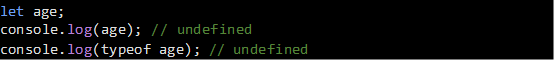 let age;
console.log(age); // undefined
console.log(typeof age); // undefined